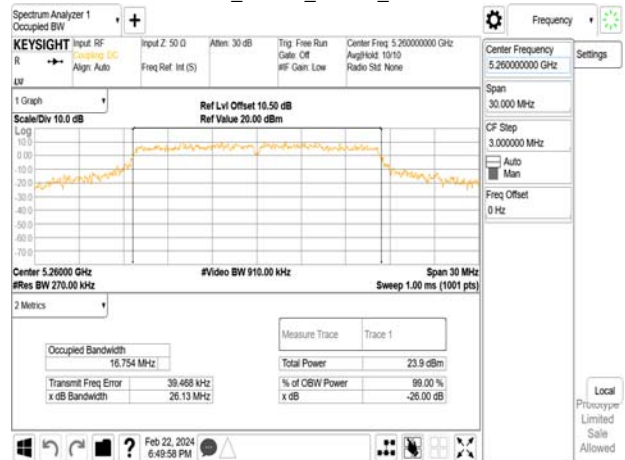 Spectrum Analyzer 1
Occupied BW
Frequency
KEYSIGHT
Input: RF
Coupling: DC
Align: Auto
Input Z: 50 Ω
Freq Ref: Int (S)
Atten: 30 dB
Trig: Free Run
Gate: Off
#IF Gain: Low
Center Freq: 5.260000000 GHz
Avg|Hold: 10/10
Radio Std: None
R
LVI
Center Frequency
5.260000000 GHz
Settings
Span
30.000 MHz
CF Step
3.000000 MHz
Auto
Man
Freq Offset
0 Hz
1 Graph
Ref Lvl Offset 10.50 dB
Scale/Div 10.0 dB
Ref Value 20.00 dBm
Log
10.0
0.00
-10.0
-20.0
-30.0
-40.0
-50.0
-60.0
-70.0
Center 5.26000 GHz
#Video BW 910.00 kHz
Span 30 MHz
#Res BW 270.00 kHz
Sweep 1.00 ms (1001 pts)
2 Metrics
Measure Trace
Trace 1
Occupied Bandwidth
16.754 MHz
Total Power
23.9 dBm
Transmit Freq Error
39.468 kHz
% of OBW Power
99.00 %
x dB Bandwidth
26.13 MHz
x dB
-26.00 dB
Local
Prototype
Limited
Sale
Allowed
?
Feb 22, 2024
6:49:58 PM